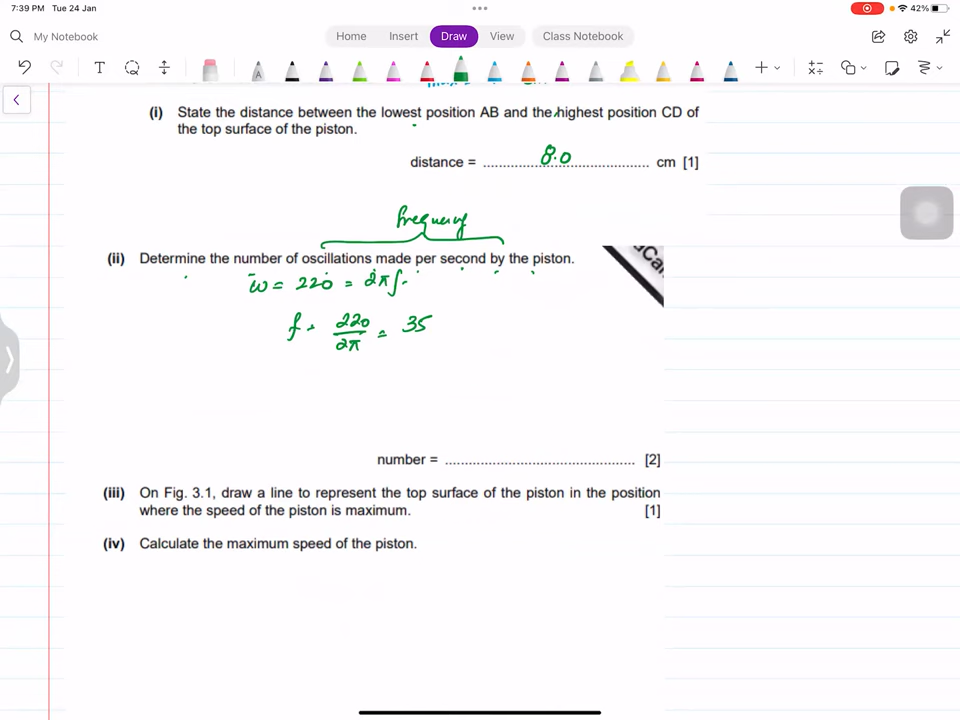 7:39 PM Tue 24 Jan
42%
My Notebook
Home Insert Draw View Class Notebook
(i) State the distance between the lowest position AB and the highest position CD of
the top surface of the piston.
distance = 8.0 cm [1]
frequency
(ii) Determine the number of oscillations made per second by the piston.
ω = 220 = 2πf
f = 220/2π = 35
number = .................................................. [2]
(iii) On Fig. 3.1, draw a line to represent the top surface of the piston in the position
where the speed of the piston is maximum. [1]
(iv) Calculate the maximum speed of the piston.